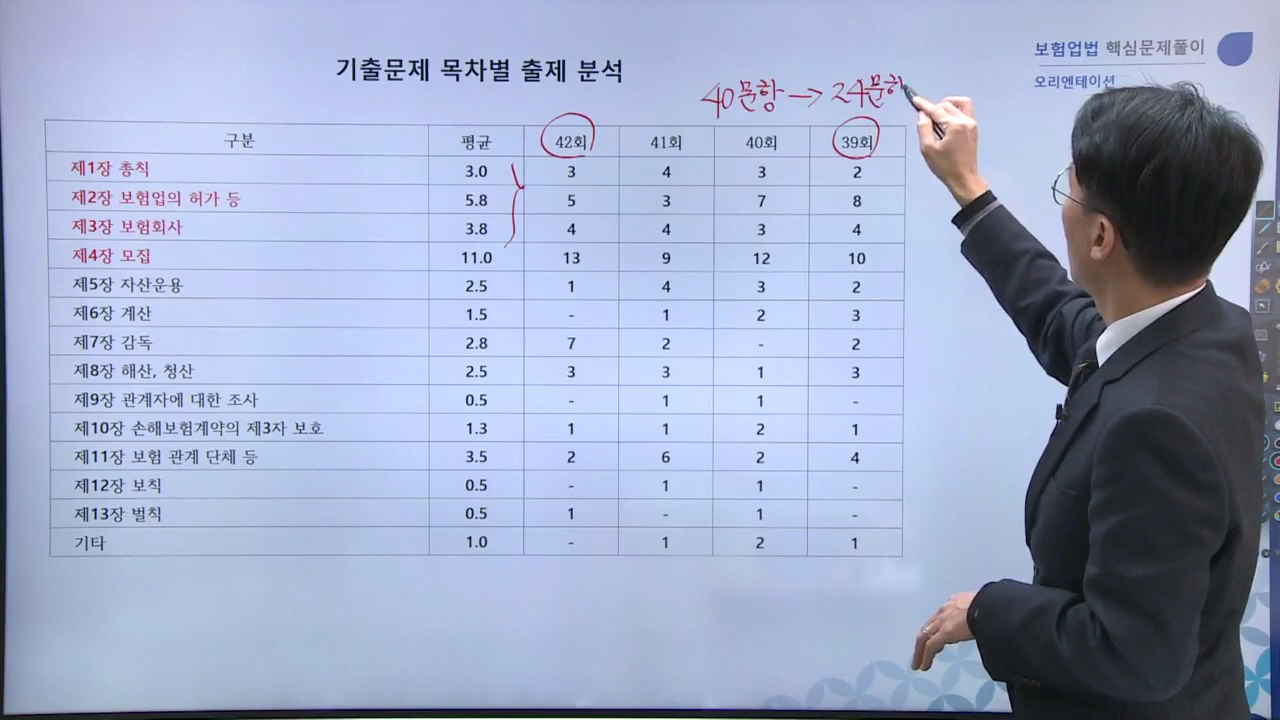 보험업법 핵심문제풀이
오리엔테이션
기출문제 목차별 출제 분석
40문항 → 24문항
구분 평균 42회 41회 40회 39회
제1장 총칙 3.0 3 4 3 2
제2장 보험업의 허가 등 5.8 5 3 7 8
제3장 보험회사 3.8 4 4 3 4
제4장 모집 11.0 13 9 12 10
제5장 자산운용 2.5 1 4 3 2
제6장 계산 1.5 - 1 2 3
제7장 감독 2.8 7 2 - 2
제8장 해산, 청산 2.5 3 3 1 3
제9장 관계자에 대한 조사 0.5 - 1 1 -
제10장 손해보험계약의 제3자 보호 1.3 1 1 2 1
제11장 보험 관계 단체 등 3.5 2 6 2 4
제12장 보칙 0.5 - 1 1 -
제13장 벌칙 0.5 1 - 1 -
기타 1.0 - 1 2 1